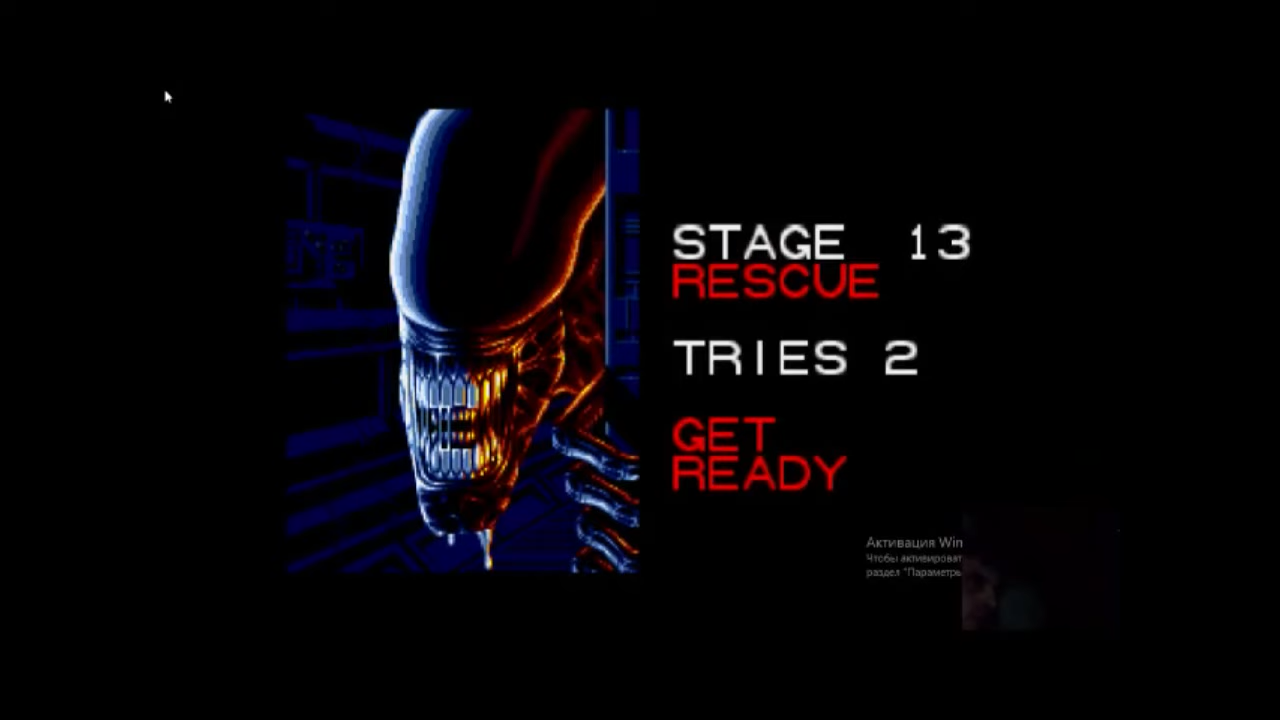 STAGE 13
RESCUE
TRIES 2
GET
READY
Активация Win
Чтобы активироват
раздел "Параметры